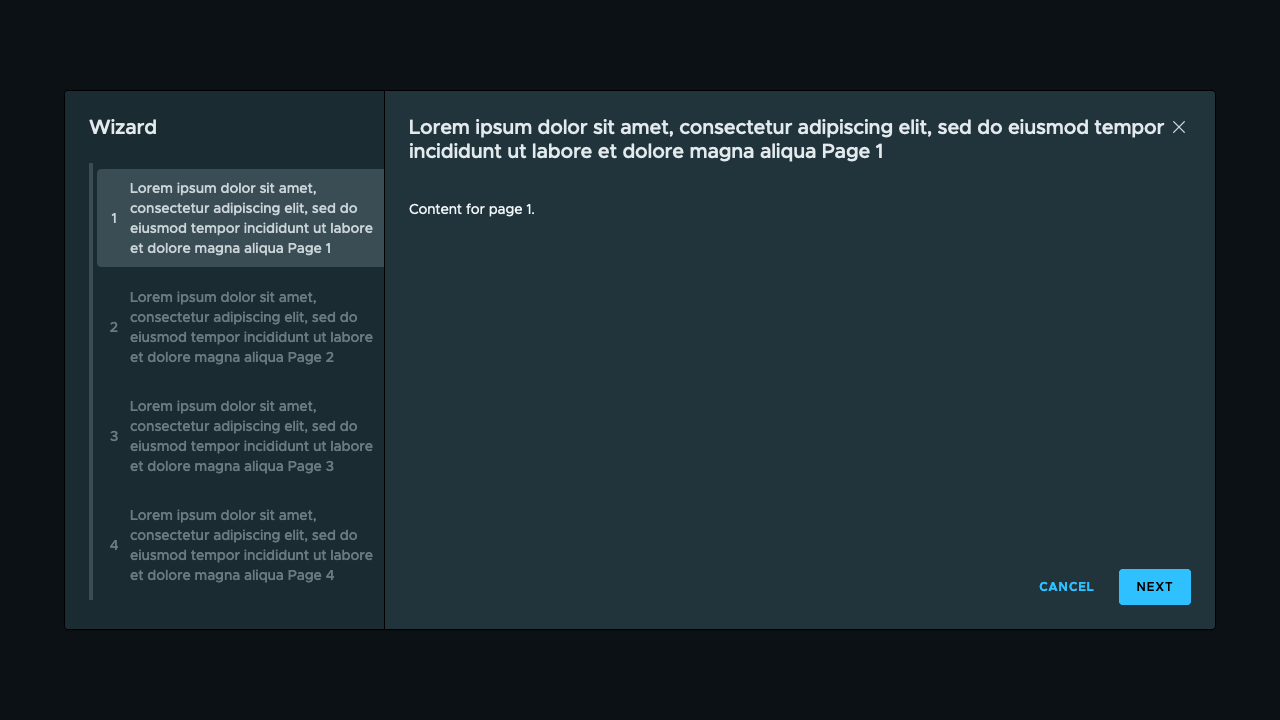 Wizard
1
Lorem ipsum dolor sit amet,
consectetur adipiscing elit, sed do
eiusmod tempor incididunt ut labore
et dolore magna aliqua Page 1
2
Lorem ipsum dolor sit amet,
consectetur adipiscing elit, sed do
eiusmod tempor incididunt ut labore
et dolore magna aliqua Page 2
3
Lorem ipsum dolor sit amet,
consectetur adipiscing elit, sed do
eiusmod tempor incididunt ut labore
et dolore magna aliqua Page 3
4
Lorem ipsum dolor sit amet,
consectetur adipiscing elit, sed do
eiusmod tempor incididunt ut labore
et dolore magna aliqua Page 4
Lorem ipsum dolor sit amet, consectetur adipiscing elit, sed do eiusmod tempor
incididunt ut labore et dolore magna aliqua Page 1
Content for page 1.
CANCEL
NEXT